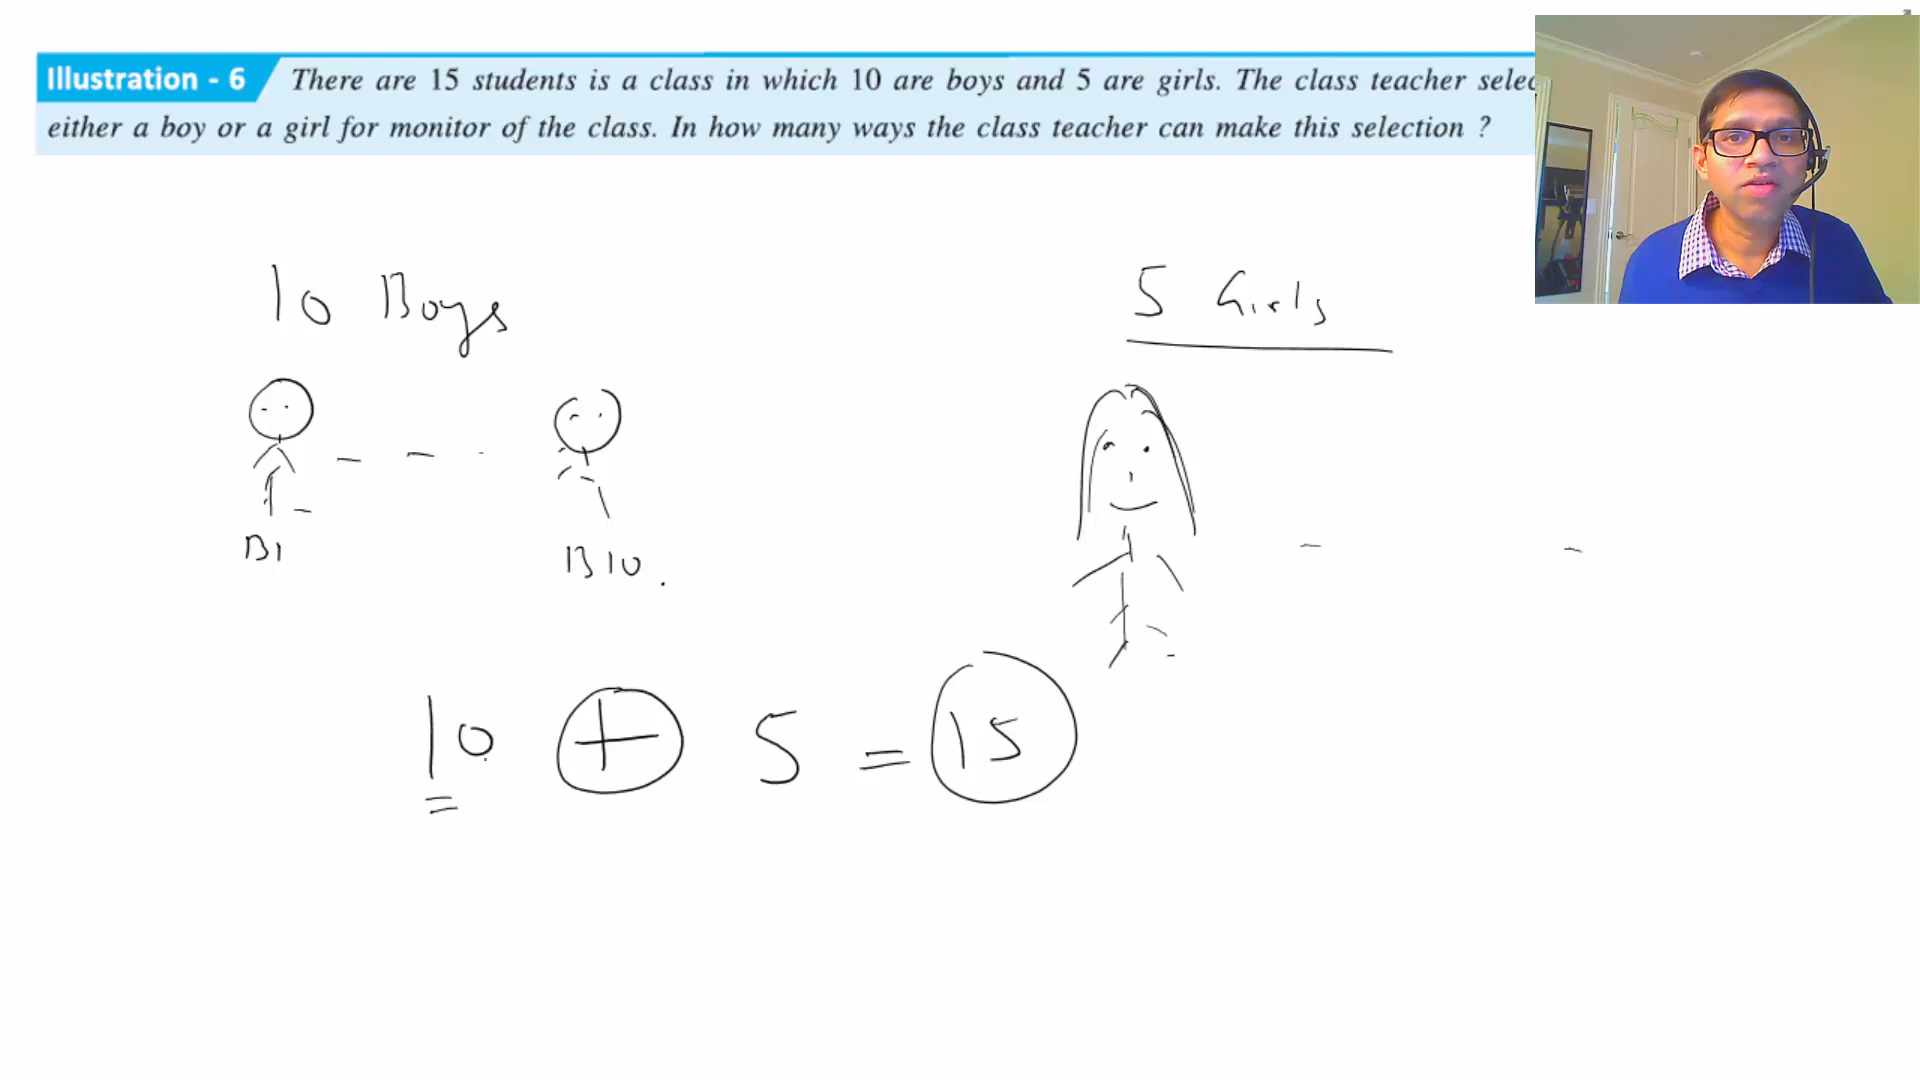 Illustration - 6 There are 15 students is a class in which 10 are boys and 5 are girls. The class teacher selec
either a boy or a girl for monitor of the class. In how many ways the class teacher can make this selection ?
10 Boys
5 Girls
B1
B10.
10 + 5 = 15